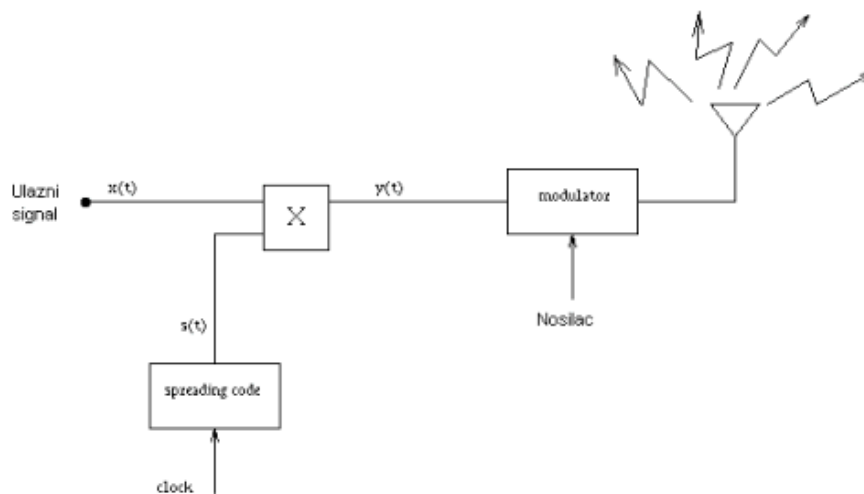 Ulazni
signal
x(t)
X
y(t)
modulator
Nosilac
s(t)
spreading code
clock